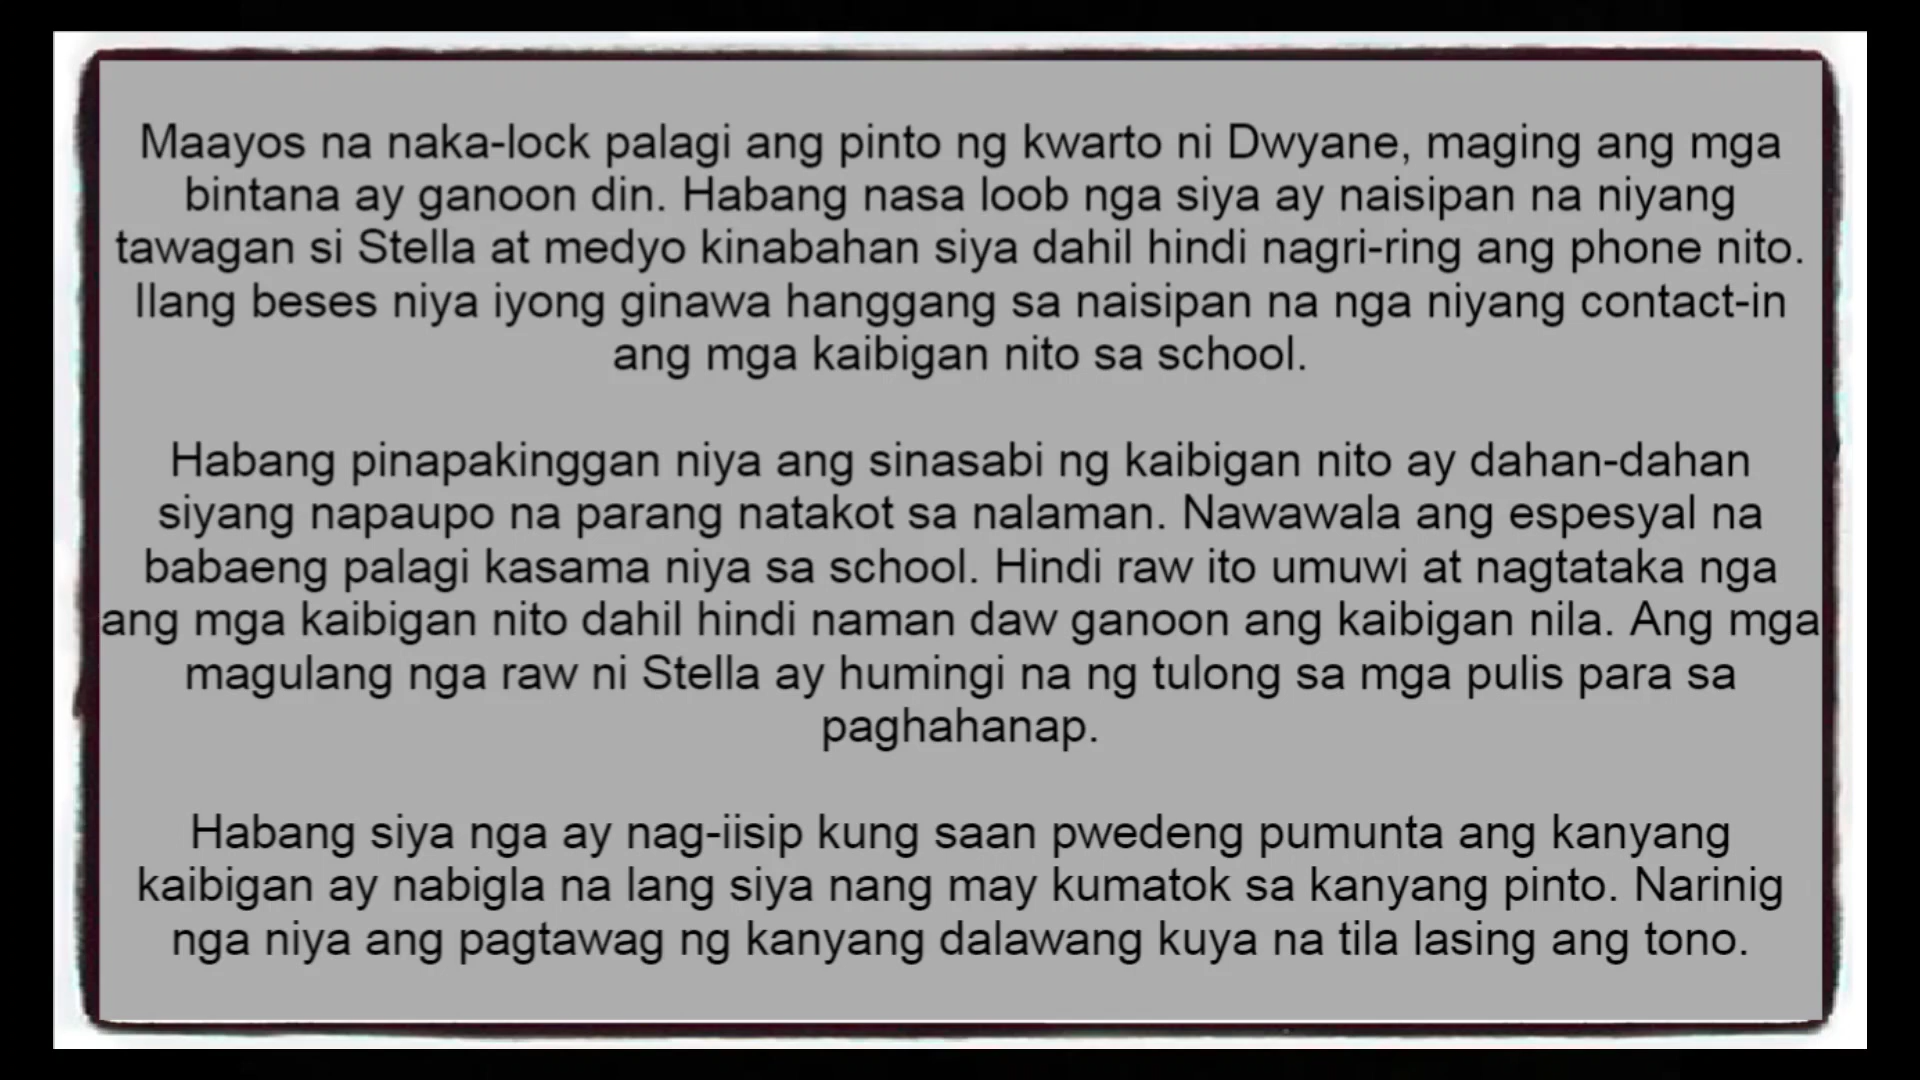 Maayos na naka-lock palagi ang pinto ng kwarto ni Dwyane, maging ang mga
bintana ay ganoon din. Habang nasa loob nga siya ay naisipan na niyang
tawagan si Stella at medyo kinabahan siya dahil hindi nagri-ring ang phone nito.
Ilang beses niya iyong ginawa hanggang sa naisipan na nga niyang contact-in
ang mga kaibigan nito sa school.
Habang pinapakinggan niya ang sinasabi ng kaibigan nito ay dahan-dahan
siyang napaupo na parang natakot sa nalaman. Nawawala ang espesyal na
babaeng palagi kasama niya sa school. Hindi raw ito umuwi at nagtataka nga
ang mga kaibigan nito dahil hindi naman daw ganoon ang kaibigan nila. Ang mga
magulang nga raw ni Stella ay humingi na ng tulong sa mga pulis para sa
paghahanap.
Habang siya nga ay nag-iisip kung saan pwedeng pumunta ang kanyang
kaibigan ay nabigla na lang siya nang may kumatok sa kanyang pinto. Narinig
nga niya ang pagtawag ng kanyang dalawang kuya na tila lasing ang tono.